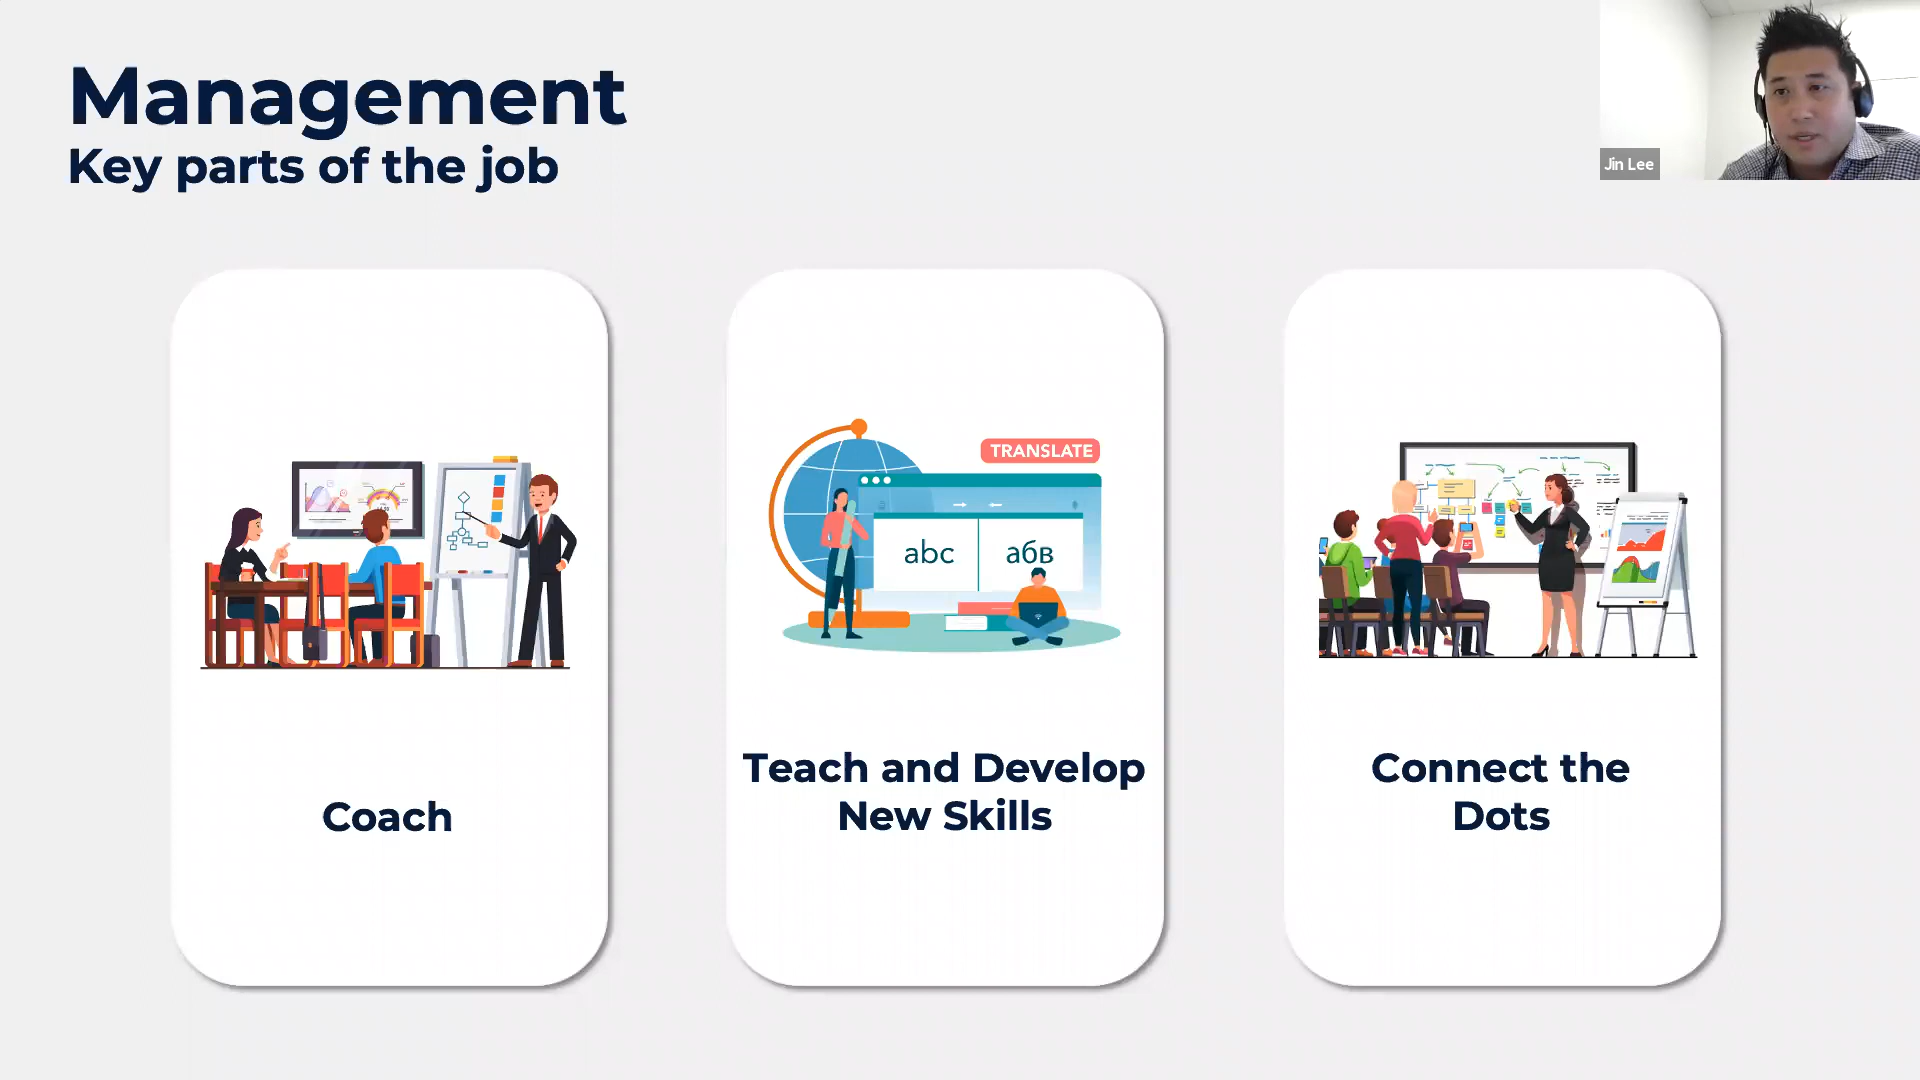 Management
Key parts of the job
Jin Lee
TRANSLATE
abc
абв
Coach
Teach and Develop
New Skills
Connect the
Dots